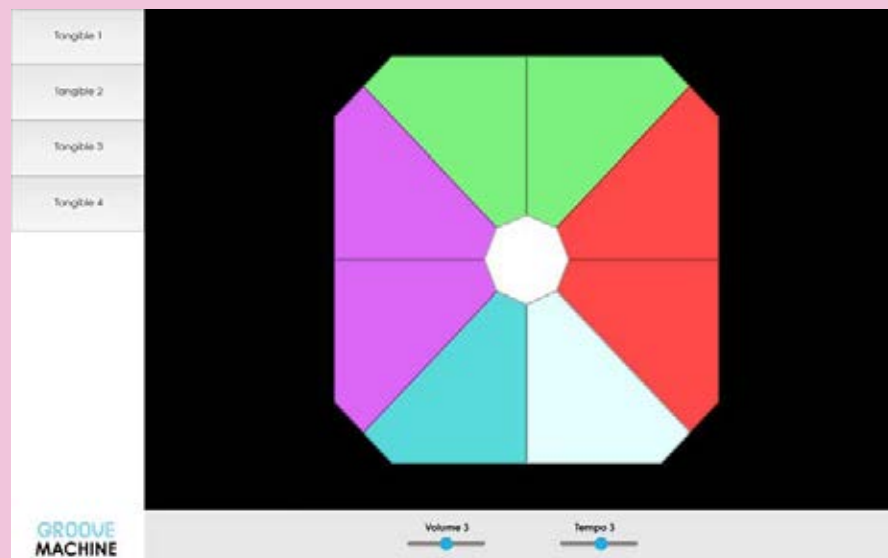 Tangible 1
Tangible 2
Tangible 3
Tangible 4
GROOVE
MACHINE
Volume 3
Tempo 3